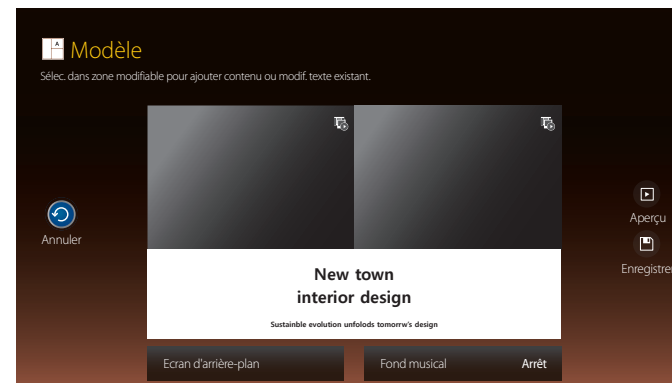 Modèle
Sélec. dans zone modifiable pour ajouter contenu ou modif. texte existant.
Annuler
New town
interior design
Sustainble evolution unfolods tomorrw's design
Aperçu
Enregistrer
Ecran d'arrière-plan
Fond musical Arrêt